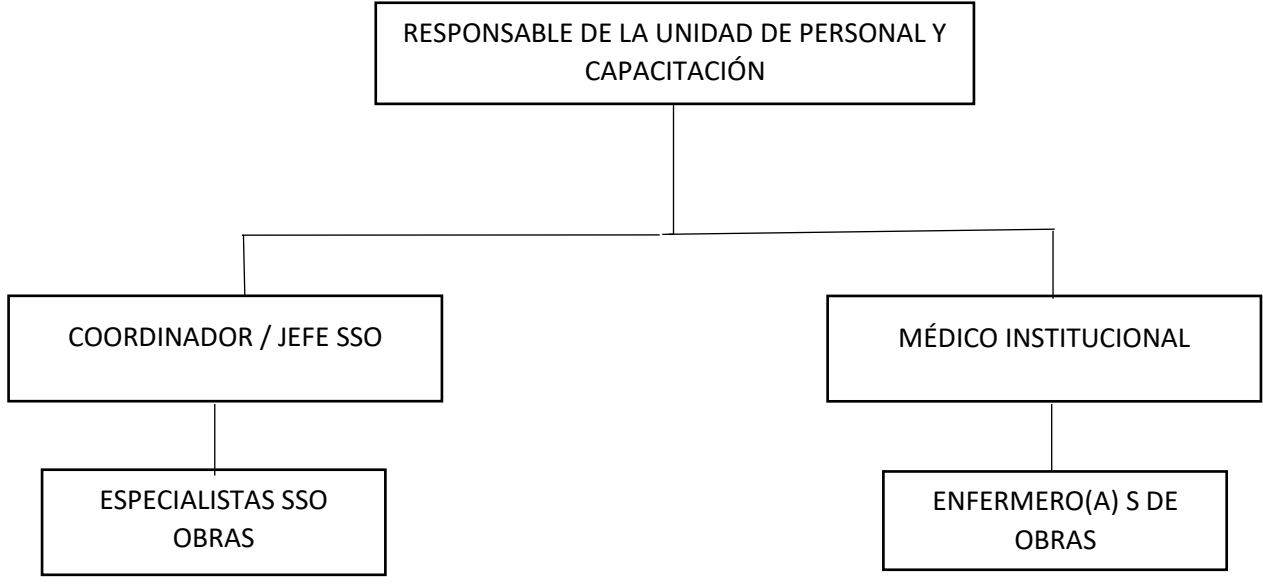 RESPONSABLE DE LA UNIDAD DE PERSONAL Y
CAPACITACIÓN
COORDINADOR / JEFE SSO
MÉDICO INSTITUCIONAL
ESPECIALISTAS SSO
OBRAS
ENFERMERO(A) S DE
OBRAS